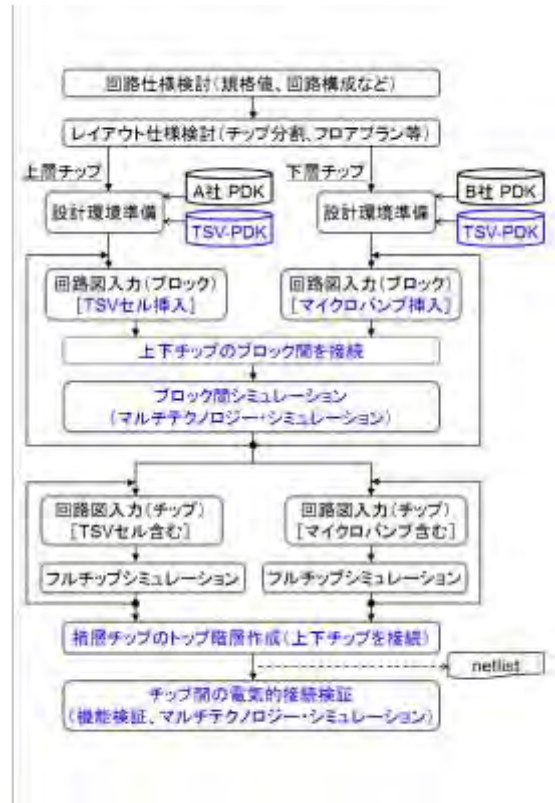 回路仕様検討(規格値、回路構成など)
レイアウト仕様検討(チップ分割、フロアプラン等)
上層チップ
下層チップ
設計環境準備
A社 PDK
TSV-PDK
設計環境準備
B社 PDK
TSV-PDK
回路図入力(ブロック)
[TSVセル挿入]
回路図入力(ブロック)
[マイクロバンプ挿入]
上下チップのブロック間を接続
ブロック間シミュレーション
(マルチテクノロジー・シミュレーション)
回路図入力(チップ)
[TSVセル含む]
回路図入力(チップ)
[マイクロバンプ含む]
フルチップシミュレーション
フルチップシミュレーション
積層チップのトップ階層作成(上下チップを接続)
netlist
チップ間の電気的接続検証
(機能検証、マルチテクノロジー・シミュレーション)